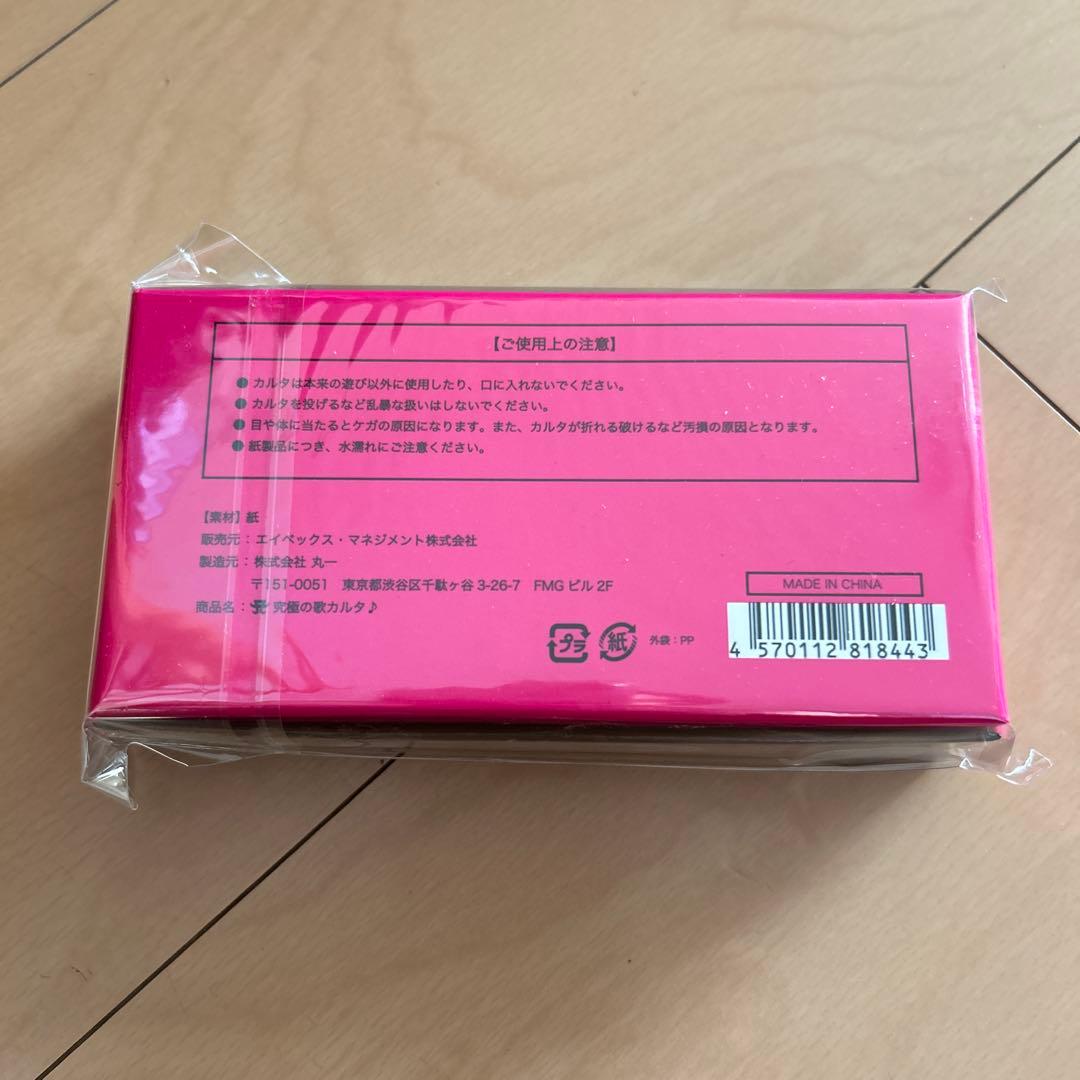 【ご使用上の注意】
● カルタは本来の遊び以外に使用したり、口に入れないでください。
● カルタを投げるなど乱暴な扱いはしないでください。
● 目や体に当たるとケガの原因になります。また、カルタが折れる破けるなど汚損の原因となります。
● 紙製品につき、水濡れにご注意ください。
【素材】紙
販売元：エイベックス・マネジメント株式会社
製造元：株式会社 丸一
〒151-0051 東京都渋谷区千駄ヶ谷 3-26-7 FMG ビル 2F
商品名： 究極の歌カルタ♪
プラ
紙
外袋：PP
MADE IN CHINA
4 570112 818443